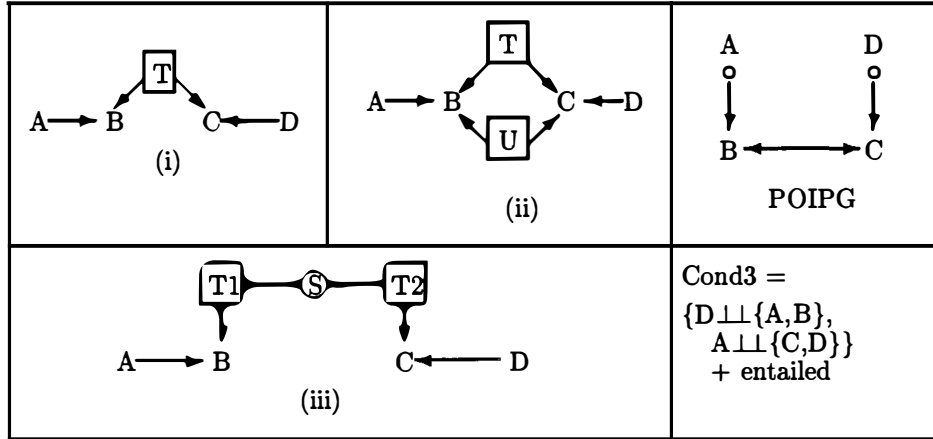 T
A B C D
(i)
T
A B C D
U
(ii)
A D
B C
POIPG
T1 S T2
A B C D
(iii)
Cond3 =
{D⊥⊥{A,B},
A⊥⊥{C,D}}
+ entailed